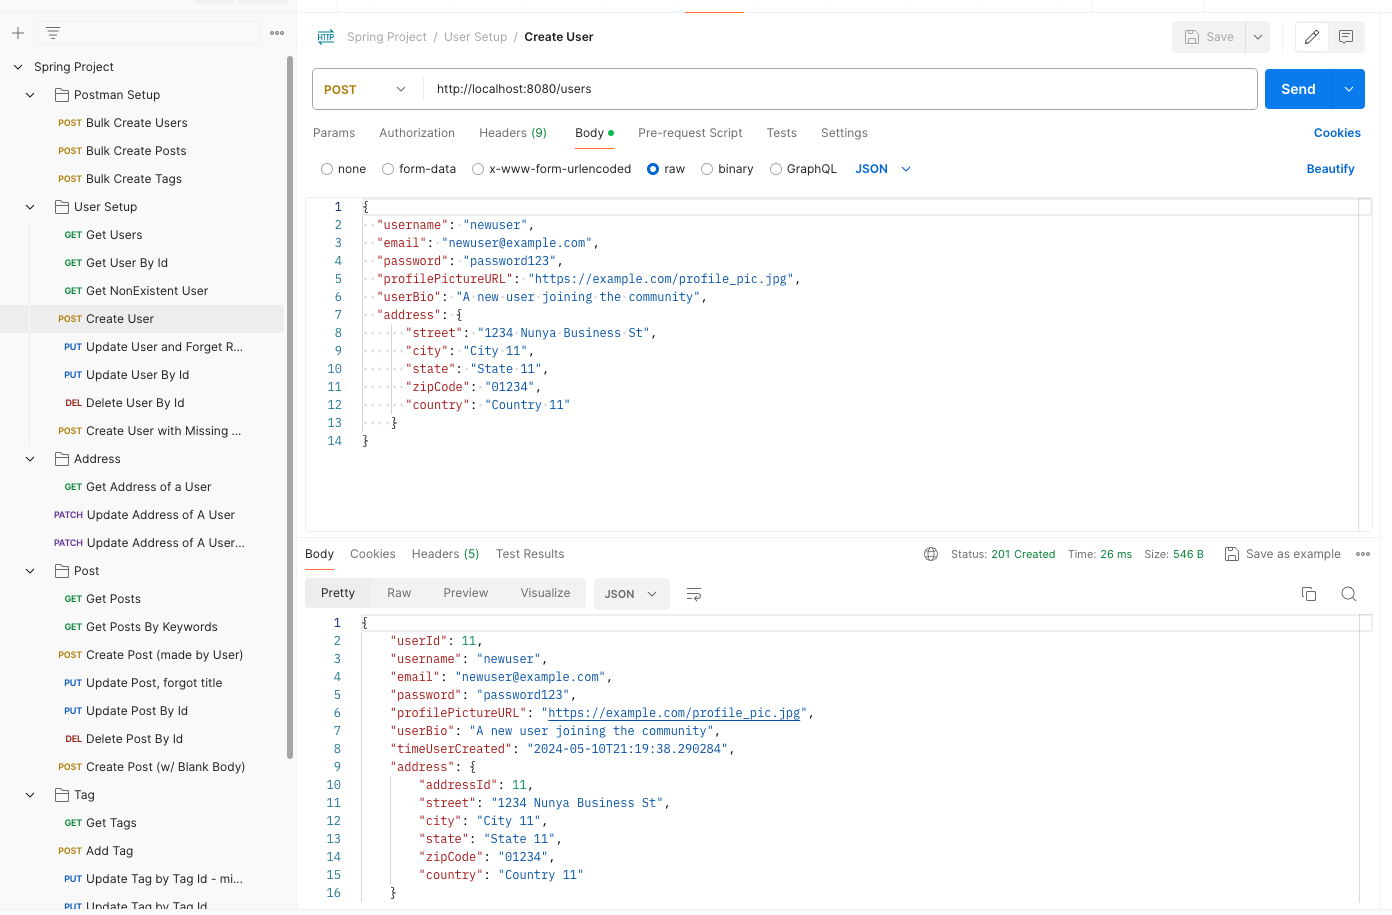 Spring Project
Postman Setup
POST Bulk Create Users
POST Bulk Create Posts
POST Bulk Create Tags
User Setup
GET Get Users
GET Get User By Id
GET Get NonExistent User
POST Create User
PUT Update User and Forget R...
PUT Update User By Id
DEL Delete User By Id
POST Create User with Missing ...
Address
GET Get Address of a User
PATCH Update Address of A User
PATCH Update Address of A User...
Post
GET Get Posts
GET Get Posts By Keywords
POST Create Post (made by User)
PUT Update Post, forgot title
PUT Update Post By Id
DEL Delete Post By Id
POST Create Post (w/ Blank Body)
Tag
GET Get Tags
POST Add Tag
PUT Update Tag by Tag Id - mi...
PUT Update Tag by Tag Id
HTTP Spring Project / User Setup / Create User
Save
POST http://localhost:8080/users
Send
Params Authorization Headers (9) Body Pre-request Script Tests Settings Cookies
none form-data x-www-form-urlencoded raw binary GraphQL JSON Beautify
1 {
2 "username": "newuser",
3 "email": "newuser@example.com",
4 "password": "password123",
5 "profilePictureURL": "https://example.com/profile_pic.jpg",
6 "userBio": "A new user joining the community",
7 "address": {
8 "street": "1234 Nunya Business St",
9 "city": "City 11",
10 "state": "State 11",
11 "zipCode": "01234",
12 "country": "Country 11"
13 }
14 }
Body Cookies Headers (5) Test Results Status: 201 Created Time: 26 ms Size: 546 B Save as example
Pretty Raw Preview Visualize JSON
1 {
2 "userId": 11,
3 "username": "newuser",
4 "email": "newuser@example.com",
5 "password": "password123",
6 "profilePictureURL": "https://example.com/profile_pic.jpg",
7 "userBio": "A new user joining the community",
8 "timeUserCreated": "2024-05-10T21:19:38.290284",
9 "address": {
10 "addressId": 11,
11 "street": "1234 Nunya Business St",
12 "city": "City 11",
13 "state": "State 11",
14 "zipCode": "01234",
15 "country": "Country 11"
16 }